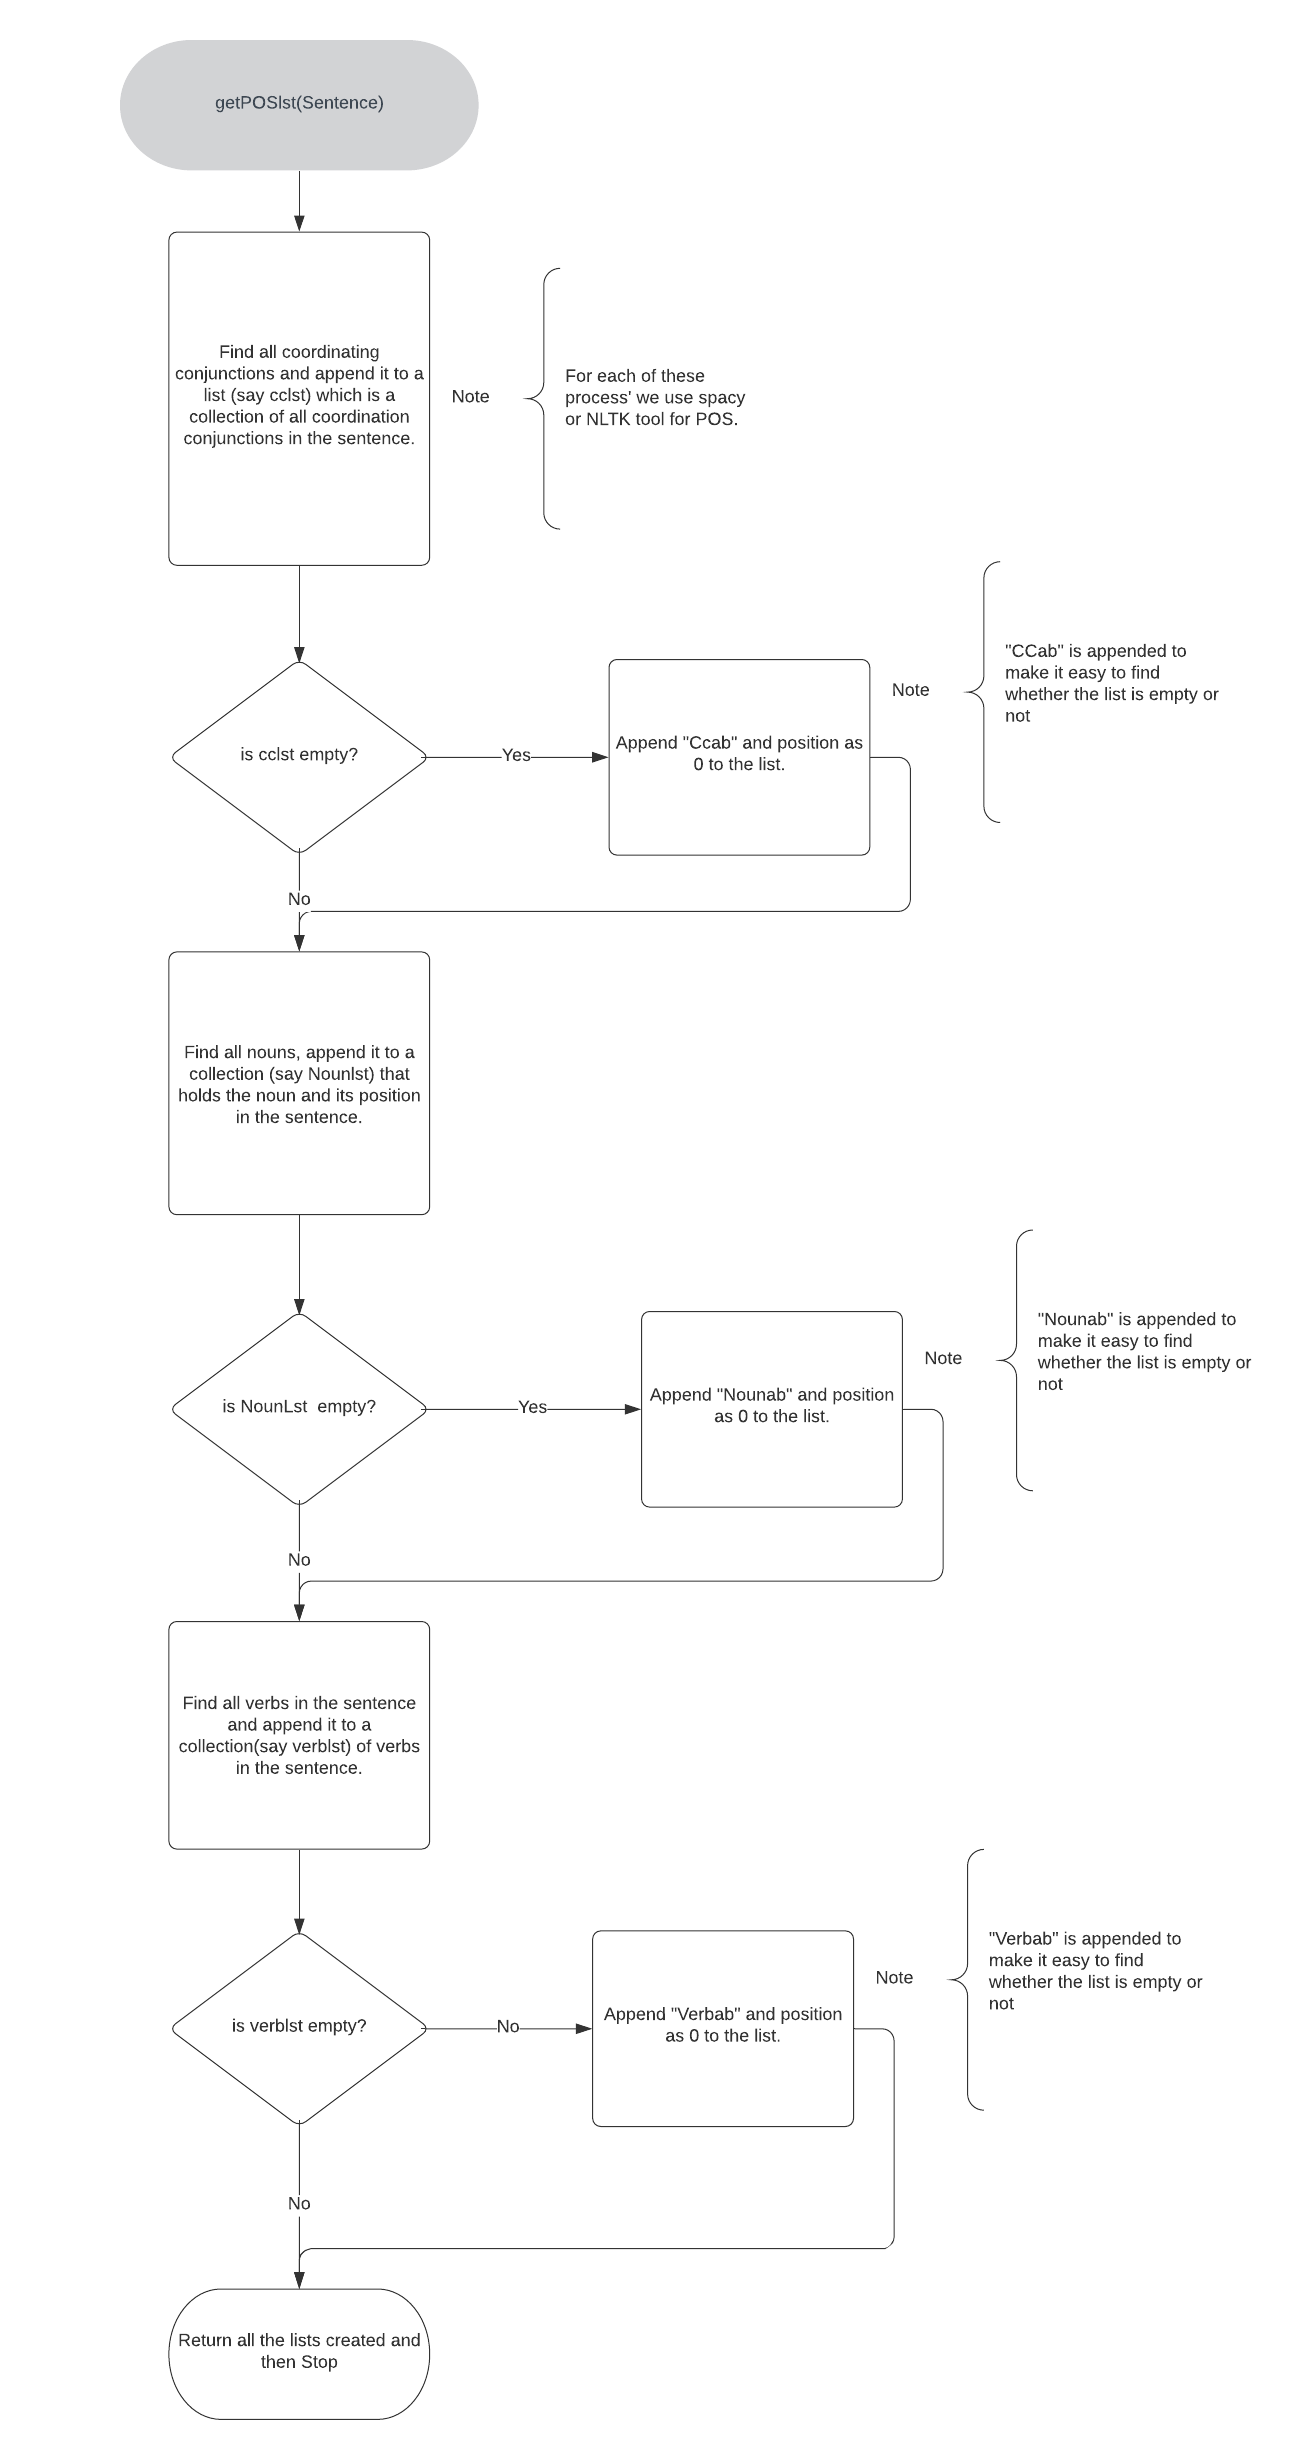 getPOSlst(Sentence)
Find all coordinating
conjunctions and append it to a
list (say cclst) which is a
collection of all coordination
conjunctions in the sentence.
Note
For each of these
process' we use spacy
or NLTK tool for POS.
is cclst empty?
Yes
Append "Ccab" and position as
0 to the list.
Note
"CCab" is appended to
make it easy to find
whether the list is empty or
not
No
Find all nouns, append it to a
collection (say Nounlst) that
holds the noun and its position
in the sentence.
is NounLst  empty?
Yes
Append "Nounab" and position
as 0 to the list.
Note
"Nounab" is appended to
make it easy to find
whether the list is empty or
not
No
Find all verbs in the sentence
and append it to a
collection(say verblst) of verbs
in the sentence.
is verblst empty?
No
Append "Verbab" and position
as 0 to the list.
Note
"Verbab" is appended to
make it easy to find
whether the list is empty or
not
No
Return all the lists created and
then Stop